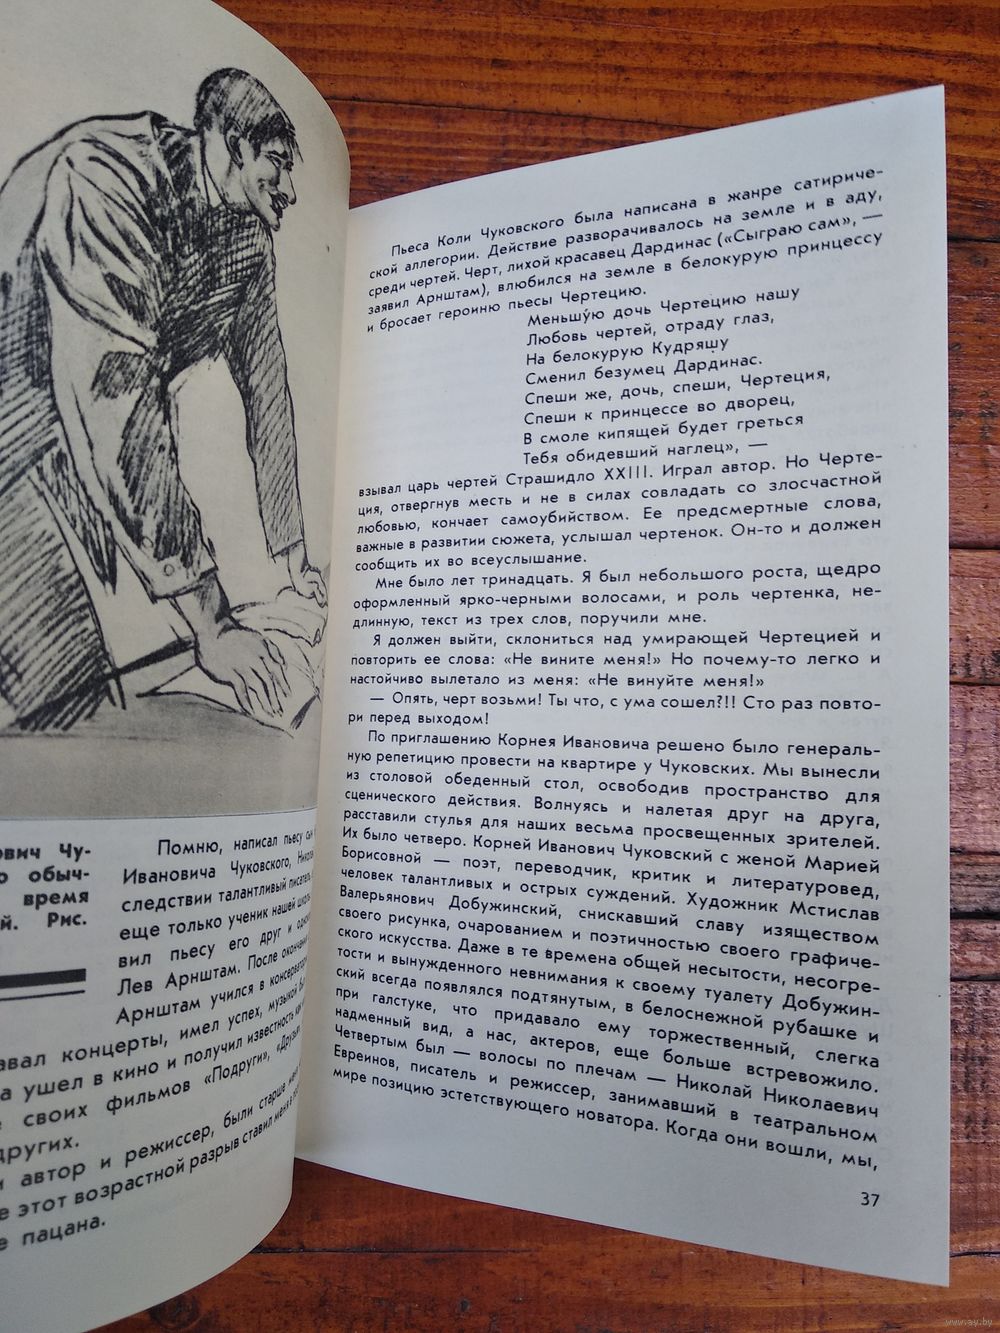 ович Чу-
о обыч-
время
й. Рис.
Помню, написал пьесу
Ивановича Чуковского,
следствии талантливый писатель
еще только ученик нашей
вил пьесу его друг и
Лев Арнштам. После окончания
Арнштам учился в консерватории
авал концерты, имел успех, музыкой
а ушел в кино и получил известность
е своих фильмов «Подруги»,
других.
и автор и режиссер, были старше
е этот возрастной разрыв ставил меня в
е пацана.
Пьеса Коли Чуковского была написана в жанре сатириче-
ской аллегории. Действие разворачивалось на земле и в аду,
среди чертей. Черт, лихой красавец Дардинас («Сыграю сам», —
заявил Арнштам), влюбился на земле в белокурую принцессу
и бросает героиню пьесы Чертецию.
Меньшу́ю дочь Чертецию нашу
Любовь чертей, отраду глаз,
На белокурую Кудряшу
Сменил безумец Дардинас.
Спеши же, дочь, спеши, Чертеция,
Спеши к принцессе во дворец,
В смоле кипящей будет греться
Тебя обидевший наглец», —
взывал царь чертей Страшидло XXIII. Играл автор. Но Черте-
ция, отвергнув месть и не в силах совладать со злосчастной
любовью, кончает самоубийством. Ее предсмертные слова,
важные в развитии сюжета, услышал чертенок. Он-то и должен
сообщить их во всеуслышание.
Мне было лет тринадцать. Я был небольшого роста, щедро
оформленный ярко-черными волосами, и роль чертенка, не-
длинную, текст из трех слов, поручили мне.
Я должен выйти, склониться над умирающей Чертецией и
повторить ее слова: «Не вините меня!» Но почему-то легко и
настойчиво вылетало из меня: «Не винуйте меня!»
— Опять, черт возьми! Ты что, с ума сошел?!! Сто раз повто-
ри перед выходом!
По приглашению Корнея Ивановича решено было генераль-
ную репетицию провести на квартире у Чуковских. Мы вынесли
из столовой обеденный стол, освободив пространство для
сценического действия. Волнуясь и налетая друг на друга,
расставили стулья для наших весьма просвещенных зрителей.
Их было четверо. Корней Иванович Чуковский с женой Марией
Борисовной — поэт, переводчик, критик и литературовед,
человек талантливых и острых суждений. Художник Мстислав
Валерьянович Добужинский, снискавший славу изяществом
своего рисунка, очарованием и поэтичностью своего графиче-
ского искусства. Даже в те времена общей несытости, несогре-
тости и вынужденного невнимания к своему туалету Добужин-
ский всегда появлялся подтянутым, в белоснежной рубашке и
при галстуке, что придавало ему торжественный, слегка
надменный вид, а нас, актеров, еще больше встревожило.
Четвертым был — волосы по плечам — Николай Николаевич
Евреинов, писатель и режиссер, занимавший в театральном
мире позицию эстетствующего новатора. Когда они вошли, мы,
37
www.ay.by